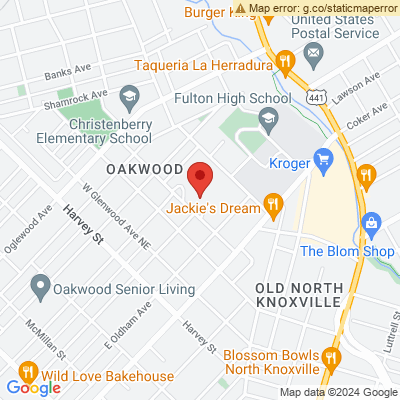 Map error: g.co/staticmaperror
Burger King
United States
Postal Service
Banks Ave
Taqueria La Herradura
Shamrock Ave
Fulton High School
441
Lawson Ave
Coker Ave
Christenberry
Elementary School
OAKWOOD
Kroger
Jackie's Dream
W Glenwood Ave NE
Oglewood Ave
Harvey St
The Blom Shop
Oakwood Senior Living
OLD NORTH
KNOXVILLE
E Oldham Ave
McMillan St
Harvey St
Luttrell St
Blossom Bowls
North Knoxville
Wild Love Bakehouse
Google
Map data ©2024 Google